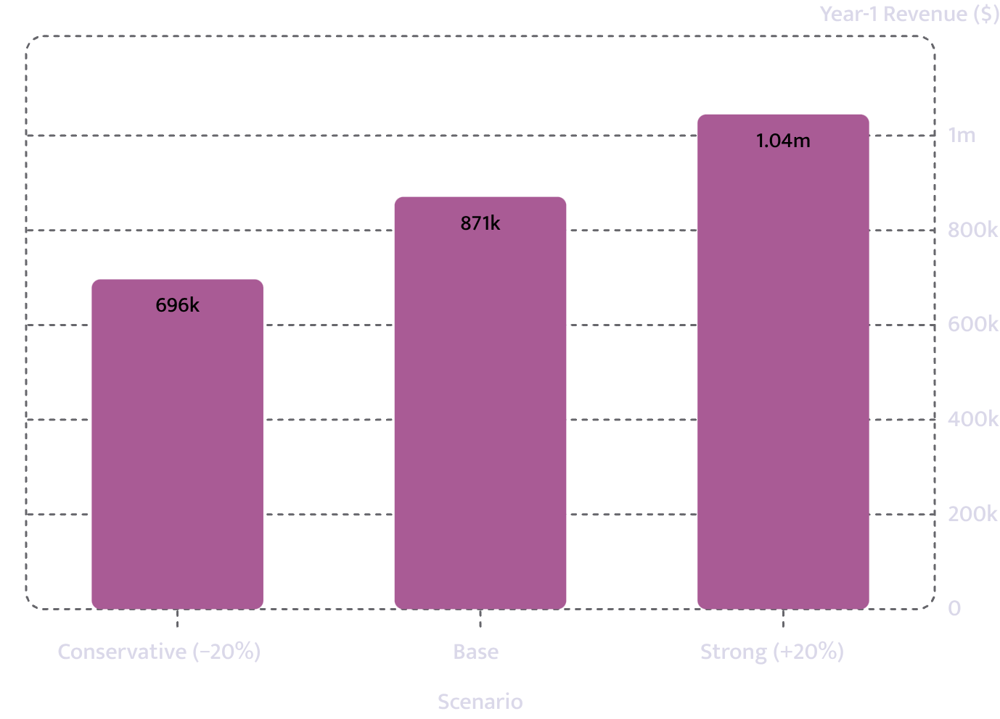 Year-1 Revenue ($)
1m
1.04m
871k
800k
696k
600k
400k
200k
0
Conservative (−20%)
Base
Strong (+20%)
Scenario